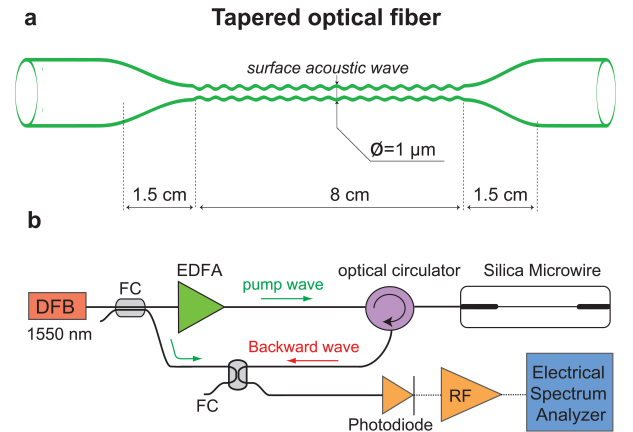 a
Tapered optical fiber
surface acoustic wave
Ø=1 µm
1.5 cm
8 cm
1.5 cm
b
FC
EDFA
pump wave
optical circulator
Silica Microwire
DFB
1550 nm
Backward wave
FC
Photodiode
RF
Electrical
Spectrum
Analyzer